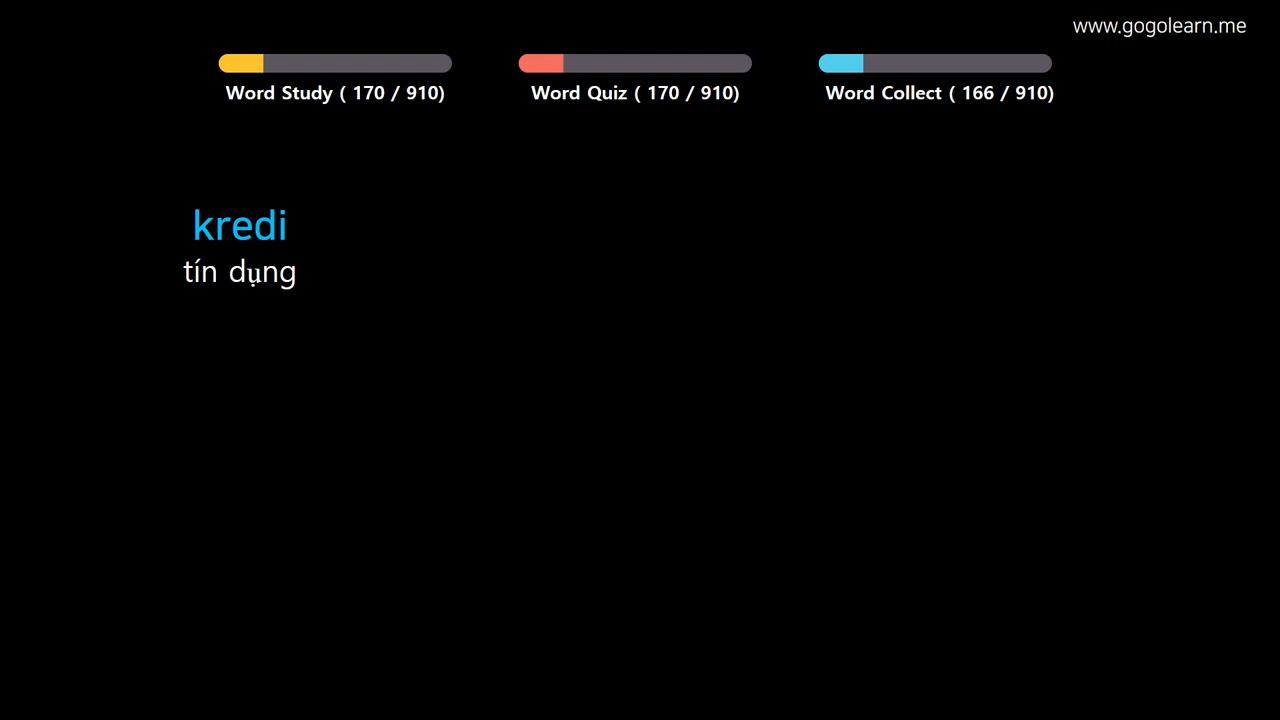 www.gogolearn.me
Word Study ( 170 / 910)
Word Quiz ( 170 / 910)
Word Collect ( 166 / 910)
kredi
tín dụng